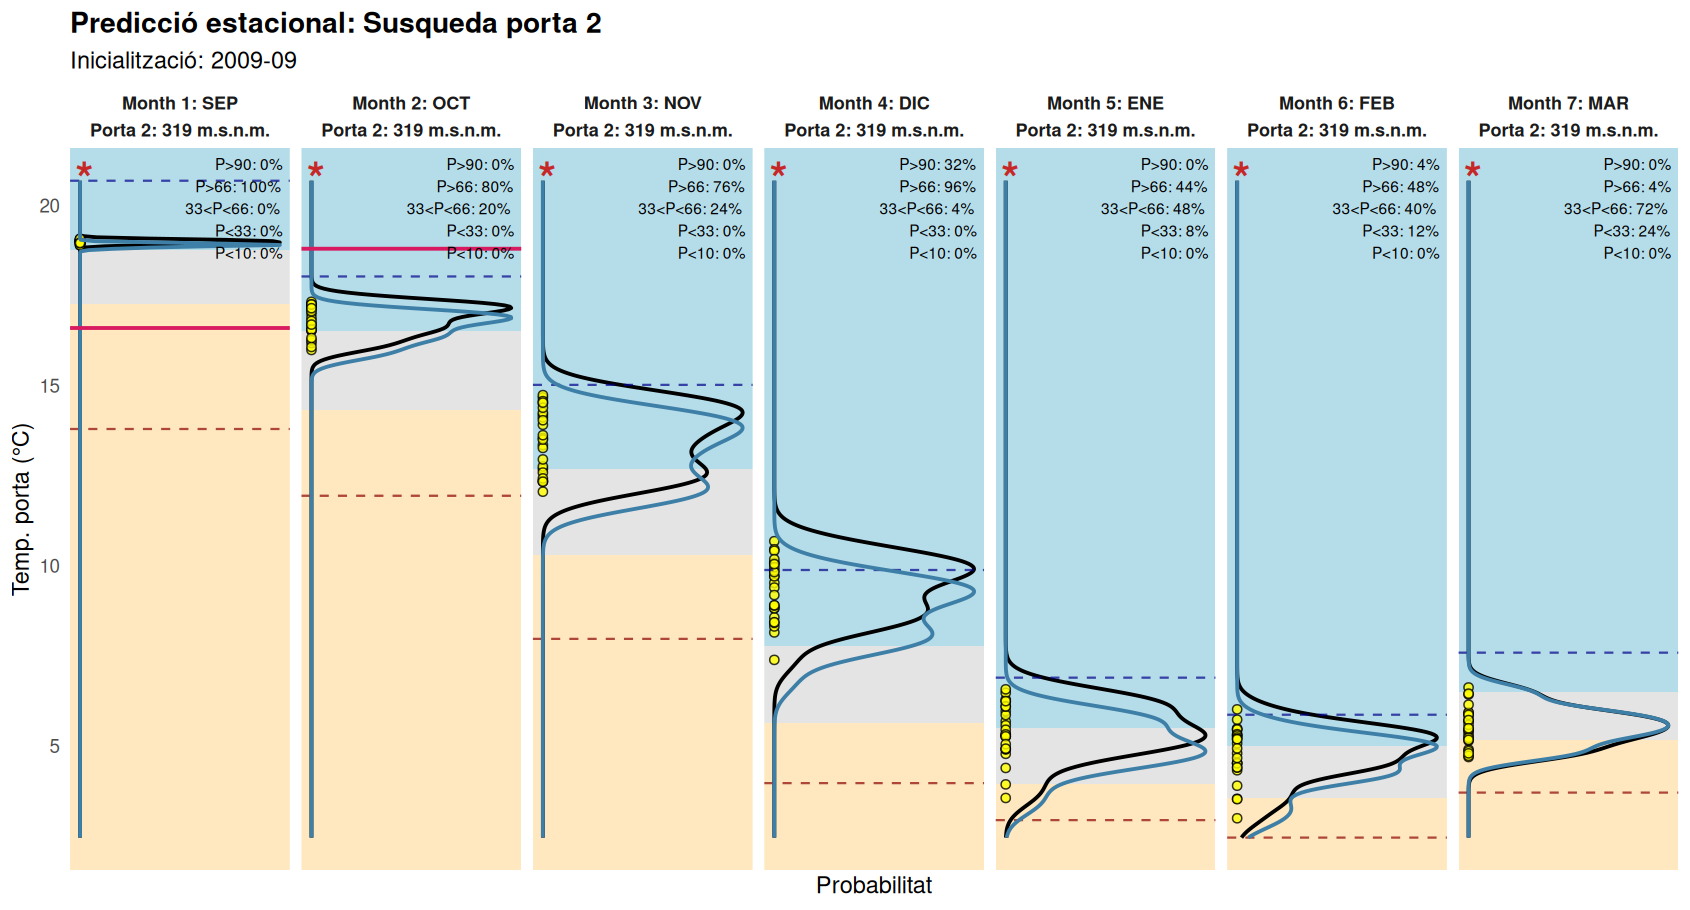 Predicció estacional: Susqueda porta 2
Inicialització: 2009-09
Month 1: SEP
Porta 2: 319 m.s.n.m.
Month 2: OCT
Porta 2: 319 m.s.n.m.
Month 3: NOV
Porta 2: 319 m.s.n.m.
Month 4: DIC
Porta 2: 319 m.s.n.m.
Month 5: ENE
Porta 2: 319 m.s.n.m.
Month 6: FEB
Porta 2: 319 m.s.n.m.
Month 7: MAR
Porta 2: 319 m.s.n.m.
*
P>90: 0%
P>66: 100%
33<P<66: 0%
P<33: 0%
P<10: 0%
*
P>90: 0%
P>66: 80%
33<P<66: 20%
P<33: 0%
P<10: 0%
*
P>90: 0%
P>66: 76%
33<P<66: 24%
P<33: 0%
P<10: 0%
*
P>90: 32%
P>66: 96%
33<P<66: 4%
P<33: 0%
P<10: 0%
*
P>90: 0%
P>66: 44%
33<P<66: 48%
P<33: 8%
P<10: 0%
*
P>90: 4%
P>66: 48%
33<P<66: 40%
P<33: 12%
P<10: 0%
*
P>90: 0%
P>66: 4%
33<P<66: 72%
P<33: 24%
P<10: 0%
20
15
10
5
Temp. porta (°C)
Probabilitat